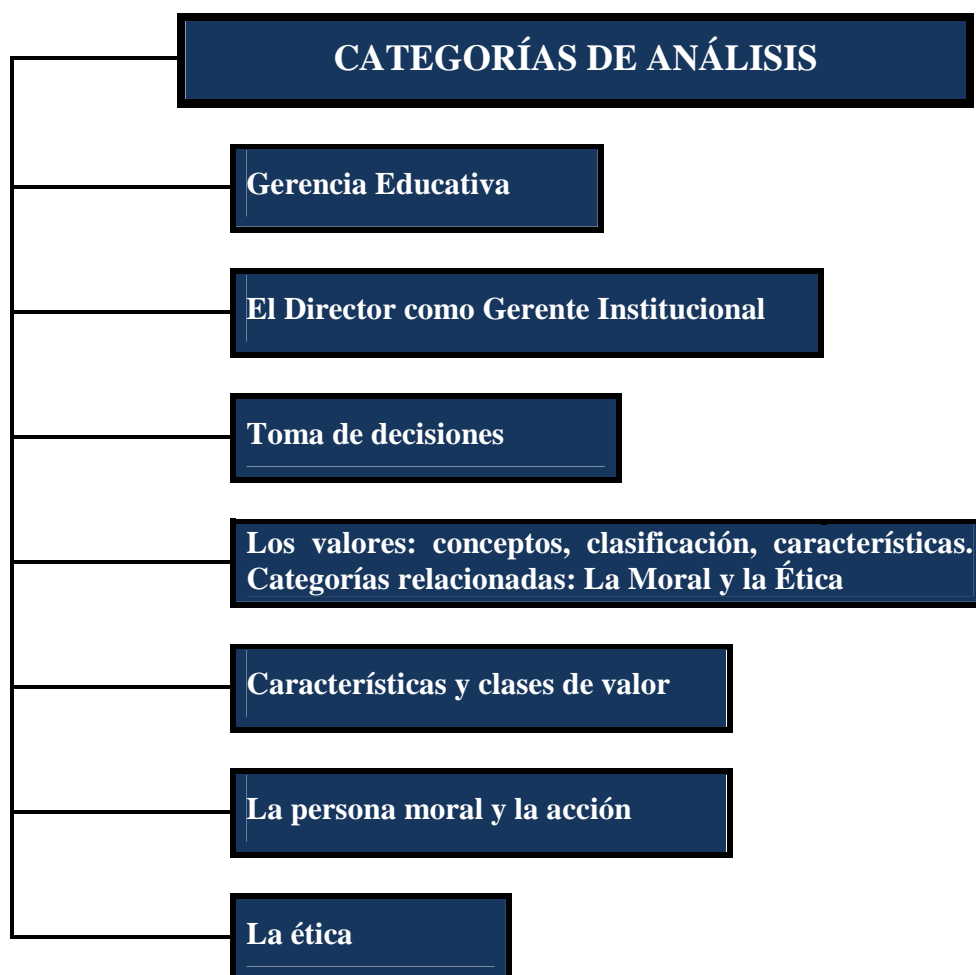 CATEGORÍAS DE ANÁLISIS
Gerencia Educativa
El Director como Gerente Institucional
Toma de decisiones
Los valores: conceptos, clasificación, características.
Categorías relacionadas: La Moral y la Ética
Características y clases de valor
La persona moral y la acción
La ética